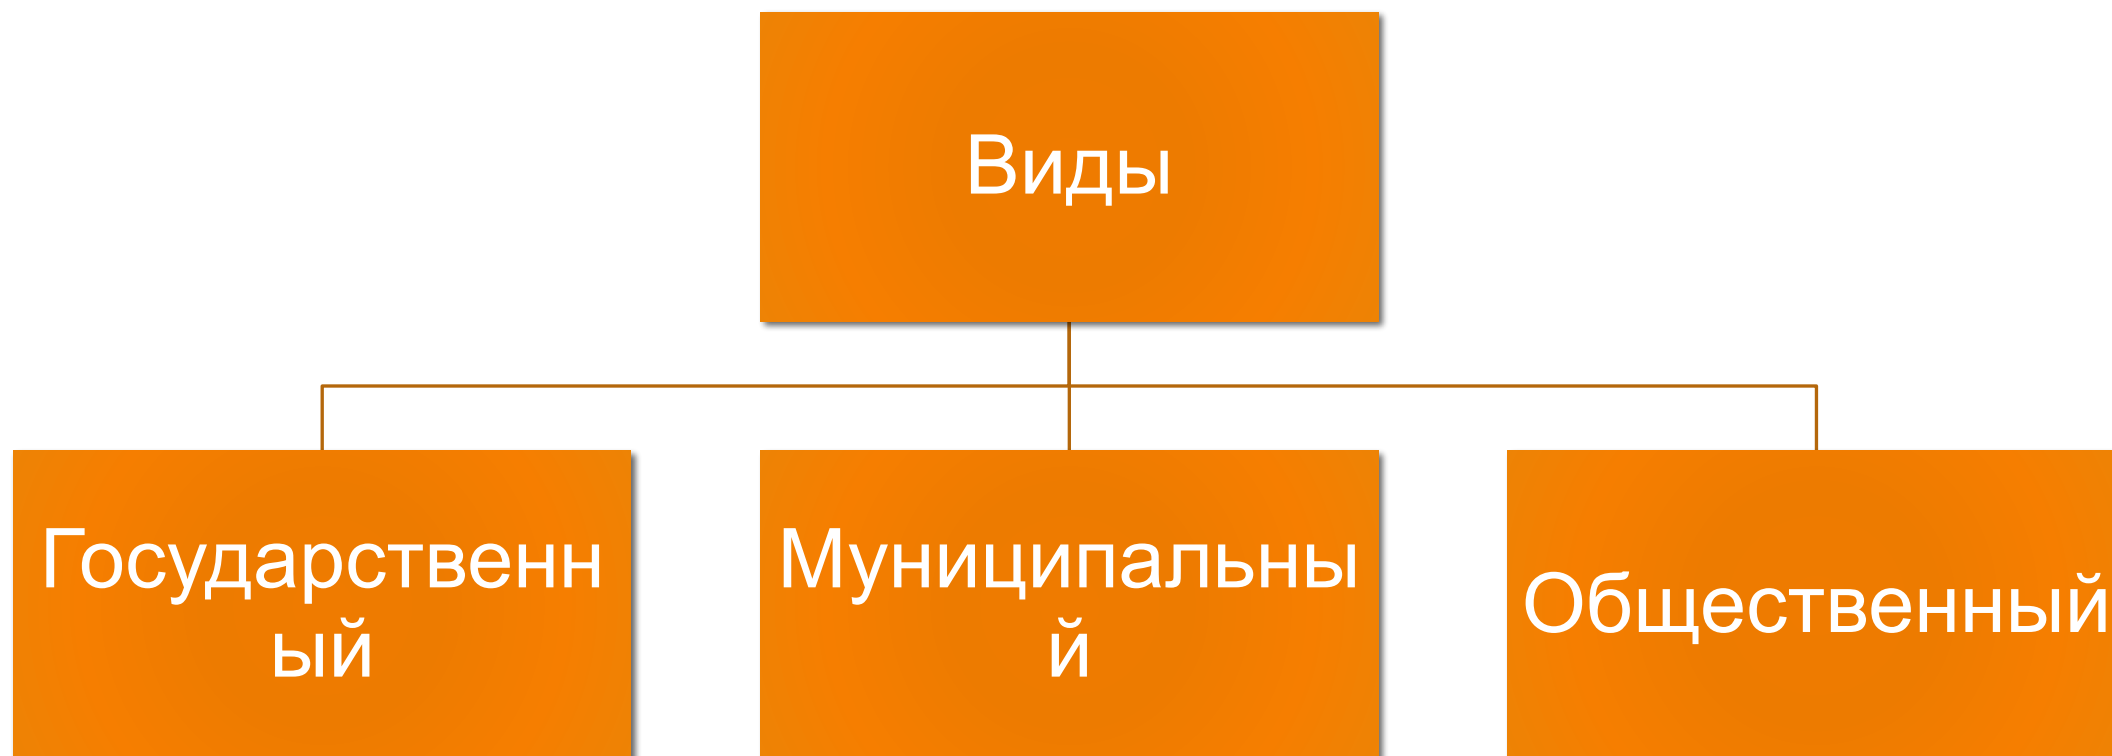 Виды
Государственн
ый
Муниципальны
й
Общественный